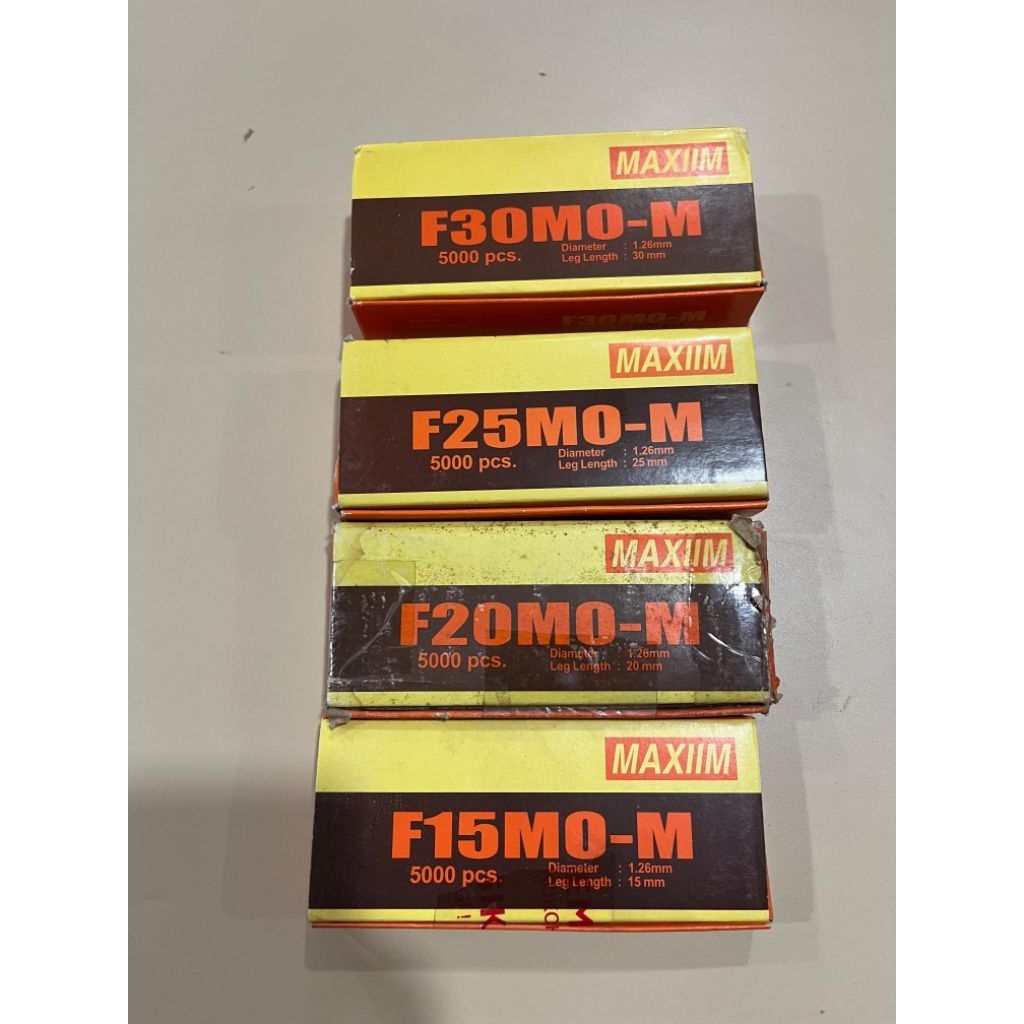 MAXIIM
F30MO-M
5000 pcs.
Diameter : 1.26mm
Leg Length : 30 mm
F30MO-M
MAXIIM
F25MO-M
5000 pcs.
Diameter : 1.26mm
Leg Length : 25 mm
MAXIIM
F20MO-M
5000 pcs.
Diameter : 1.26mm
Leg Length : 20 mm
MAXIIM
F15MO-M
5000 pcs.
Diameter : 1.26mm
Leg Length : 15 mm